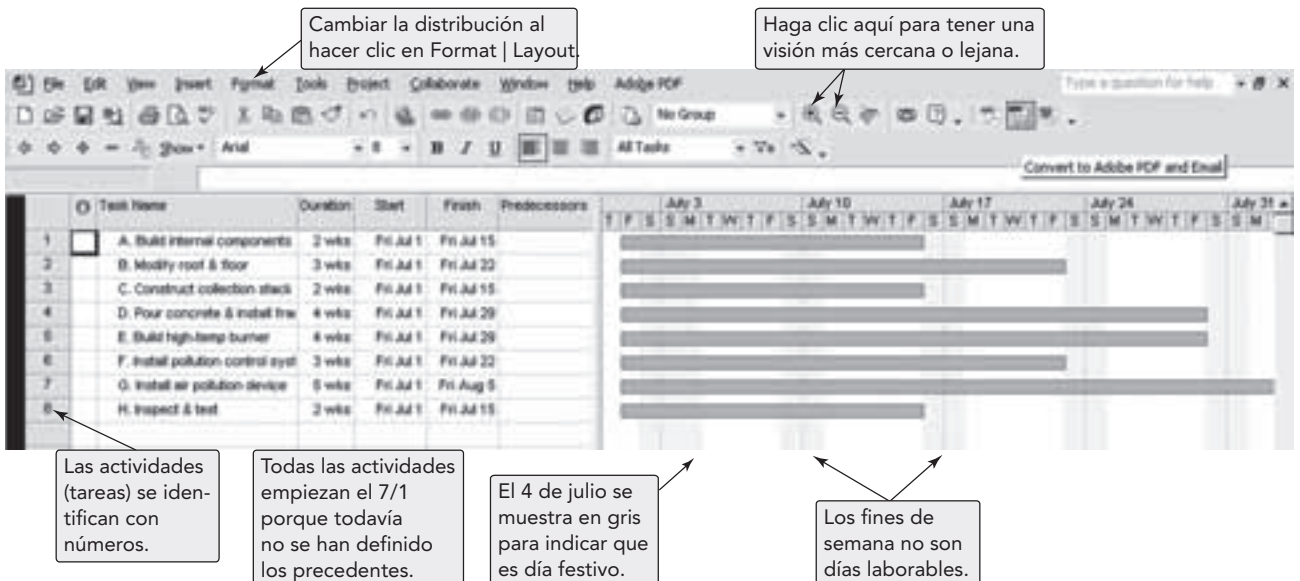 Cambiar la distribución al
hacer clic en Format | Layout.
Haga clic aquí para tener una
visión más cercana o lejana.
File Edit View Insert Format Tools Project Collaborate Window Help Adobe PDF
Type a question for help
No Group
Show Arial 8 B I U All Tasks
Convert to Adobe PDF and Email
Task Name Duration Start Finish Predecessors
July 3 July 10 July 17 July 24 July 31
T F S S M T W T F S S M T W T F S S M T W T F S S M T W T F S S M
1 A. Build internal components 2 wks Fri Jul 1 Fri Jul 15
2 B. Modify roof & floor 3 wks Fri Jul 1 Fri Jul 22
3 C. Construct collection stack 2 wks Fri Jul 1 Fri Jul 15
4 D. Pour concrete & install frar 4 wks Fri Jul 1 Fri Jul 29
5 E. Build high-temp burner 4 wks Fri Jul 1 Fri Jul 29
6 F. Install pollution control syst 3 wks Fri Jul 1 Fri Jul 22
7 G. Install air pollution device 5 wks Fri Jul 1 Fri Aug 5
8 H. Inspect & test 2 wks Fri Jul 1 Fri Jul 15
Las actividades
(tareas) se iden-
tifican con
números.
Todas las actividades
empiezan el 7/1
porque todavía
no se han definido
los precedentes.
El 4 de julio se
muestra en gris
para indicar que
es día festivo.
Los fines de
semana no son
días laborables.